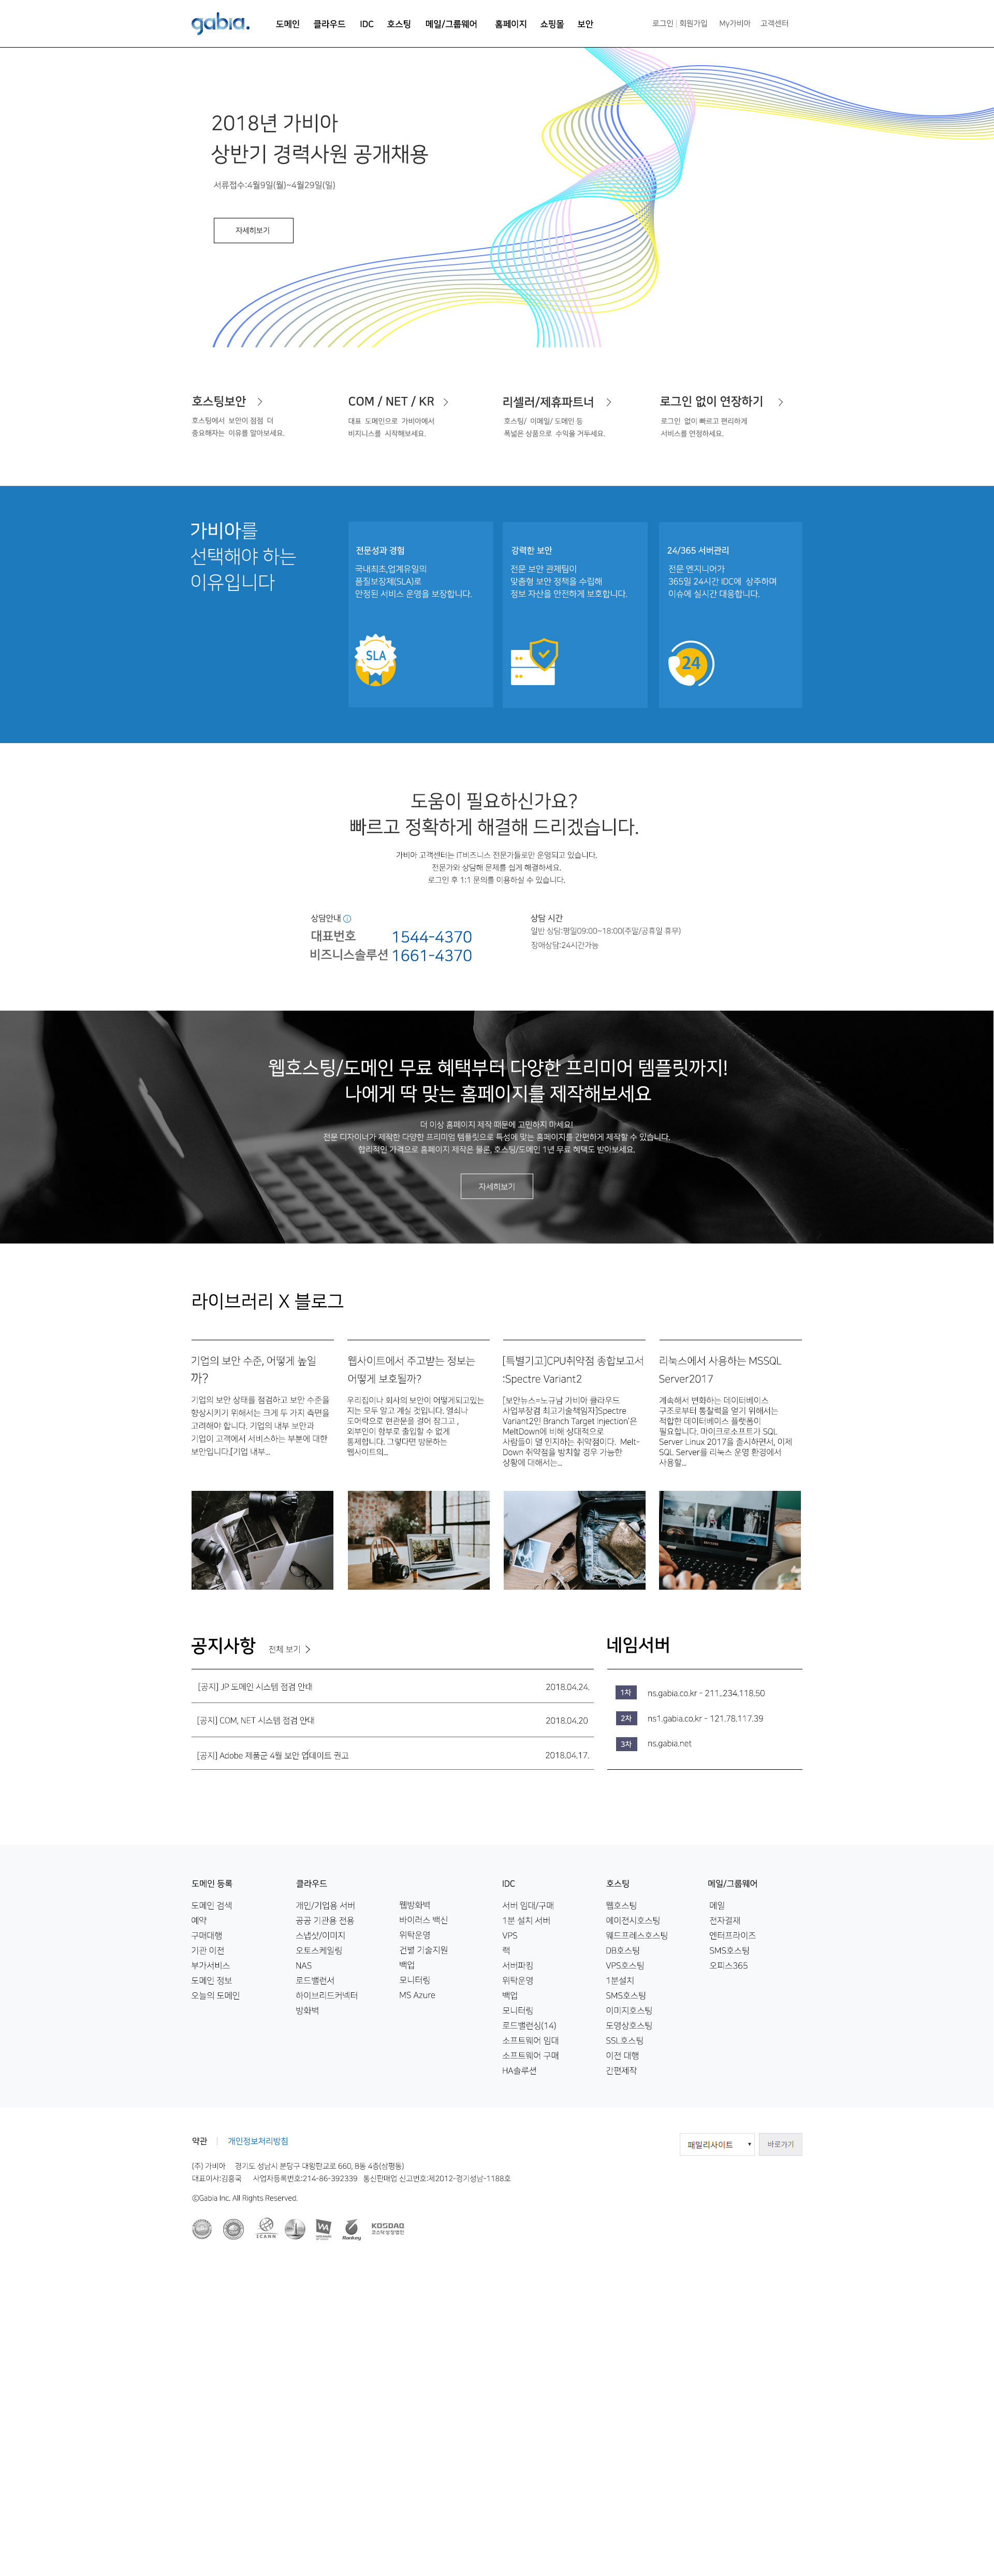 gabia.
도메인 클라우드 IDC 호스팅 메일/그룹웨어 홈페이지 쇼핑몰 보안
로그인 | 회원가입 My가비아 고객센터
2018년 가비아
상반기 경력사원 공개채용
서류접수:4월9일(월)~4월29일(일)
자세히보기
호스팅보안
호스팅에서 보안이 점점 더
중요해지는 이유를 알아보세요.
COM / NET / KR
대표 도메인으로 가비아에서
비지니스를 시작해보세요.
리셀러/제휴파트너
호스팅/ 이메일/ 도메인 등
폭넓은 상품으로 수익을 거두세요.
로그인 없이 연장하기
로그인 없이 빠르고 편리하게
서비스를 연장하세요.
가비아를
선택해야 하는
이유입니다
전문성과 경험
국내최초,업계유일의
품질보장제(SLA)로
안정된 서비스 운영을 보장합니다.
SLA
강력한 보안
전문 보안 관제팀이
맞춤형 보안 정책을 수립해
정보 자산을 안전하게 보호합니다.
24/365 서버관리
전문 엔지니어가
365일 24시간 IDC에 상주하며
이슈에 실시간 대응합니다.
24
도움이 필요하신가요?
빠르고 정확하게 해결해 드리겠습니다.
가비아 고객센터는 IT비즈니스 전문가들로만 운영되고 있습니다.
전문가와 상담해 문제를 쉽게 해결하세요.
로그인 후 1:1 문의를 이용하실 수 있습니다.
상담안내
대표번호 1544-4370
비즈니스솔루션 1661-4370
상담 시간
일반 상담:평일09:00~18:00(주말/공휴일 휴무)
장애상담:24시간가능
웹호스팅/도메인 무료 혜택부터 다양한 프리미어 템플릿까지!
나에게 딱 맞는 홈페이지를 제작해보세요
더 이상 홈페이지 제작 때문에 고민하지 마세요!
전문 디자이너가 제작한 다양한 프리미엄 템플릿으로 특성에 맞는 홈페이지를 간편하게 제작할 수 있습니다.
합리적인 가격으로 홈페이지 제작은 물론, 호스팅/도메인 1년 무료 혜택도 받아보세요.
자세히보기
라이브러리 X 블로그
기업의 보안 수준, 어떻게 높일
까?
기업의 보안 상태를 점검하고 보안 수준을
향상시키기 위해서는 크게 두 가지 측면을
고려해야 합니다. 기업의 내부 보안과
기업이 고객에서 서비스하는 부분에 대한
보안입니다.[기업 내부...
웹사이트에서 주고받는 정보는
어떻게 보호될까?
우리집이나 회사의 보안이 어떻게되고있는
지는 모두 알고 계실 것입니다. 열쇠나
도어락으로 현관문을 걸어 잠그고 ,
외부인이 함부로 출입할 수 없게
통제합니다. 그렇다면 방문하는
웹사이트의...
[특별기고]CPU취약점 종합보고서
:Spectre Variant2
[보안뉴스=노규남 가비아 클라우드
사업부장겸 최고기술책임자]Spectre
Variant2인 Branch Target Injection'은
MeltDown에 비해 상대적으로
사람들이 덜 인지하는 취약점이다. Melt-
Down 취약점을 방치할 경우 가능한
상황에 대해서는...
리눅스에서 사용하는 MSSQL
Server2017
계속해서 변화하는 데이터베이스
구조로부터 통찰력을 얻기 위해서는
적합한 데이터베이스 플랫폼이
필요합니다. 마이크로소프트가 SQL
Server Linux 2017을 출시하면서, 이제
SQL Server를 리눅스 운영 환경에서
사용할...
공지사항 전체 보기
[공지] JP 도메인 시스템 점검 안내 2018.04.24.
[공지] COM, NET 시스템 점검 안내 2018.04.20
[공지] Adobe 제품군 4월 보안 업데이트 권고 2018.04.17.
네임서버
1차 ns.gabia.co.kr - 211,,234.118.50
2차 ns1.gabia.co.kr - 121.78.117.39
3차 ns.gabia.net
도메인 등록
도메인 검색
예약
구매대행
기관 이전
부가서비스
도메인 정보
오늘의 도메인
클라우드
개인/기업용 서버
공공 기관용 전용
스냅샷/이미지
오토스케일링
NAS
로드밸런서
하이브리드커넥터
방화벽
웹방화벽
바이러스 백신
위탁운영
건별 기술지원
백업
모니터링
MS Azure
IDC
서버 임대/구매
1분 설치 서버
VPS
랙
서버파킹
위탁운영
백업
모니터링
로드밸런싱(14)
소프트웨어 임대
소프트웨어 구매
HA솔루션
호스팅
웹호스팅
에이전시호스팅
워드프레스호스팅
DB호스팅
VPS호스팅
1분설치
SMS호스팅
이미지호스팅
도영상호스팅
SSL호스팅
이전 대행
간편제작
메일/그룹웨어
메일
전자결재
엔터프라이즈
SMS호스팅
오피스365
약관 | 개인정보처리방침
패밀리사이트 바로가기
(주) 가비아 경기도 성남시 분당구 대왕판교로 660, 8동 4층(삼평동)
대표이사:김홍국 사업자등록번호:214-86-392339 통신판매업 신고번호:제2012-경기성남-1188호
©Gabia Inc. All Rights Reserved.
ICANN
Rankey
KOSDAQ
코스닥상장법인